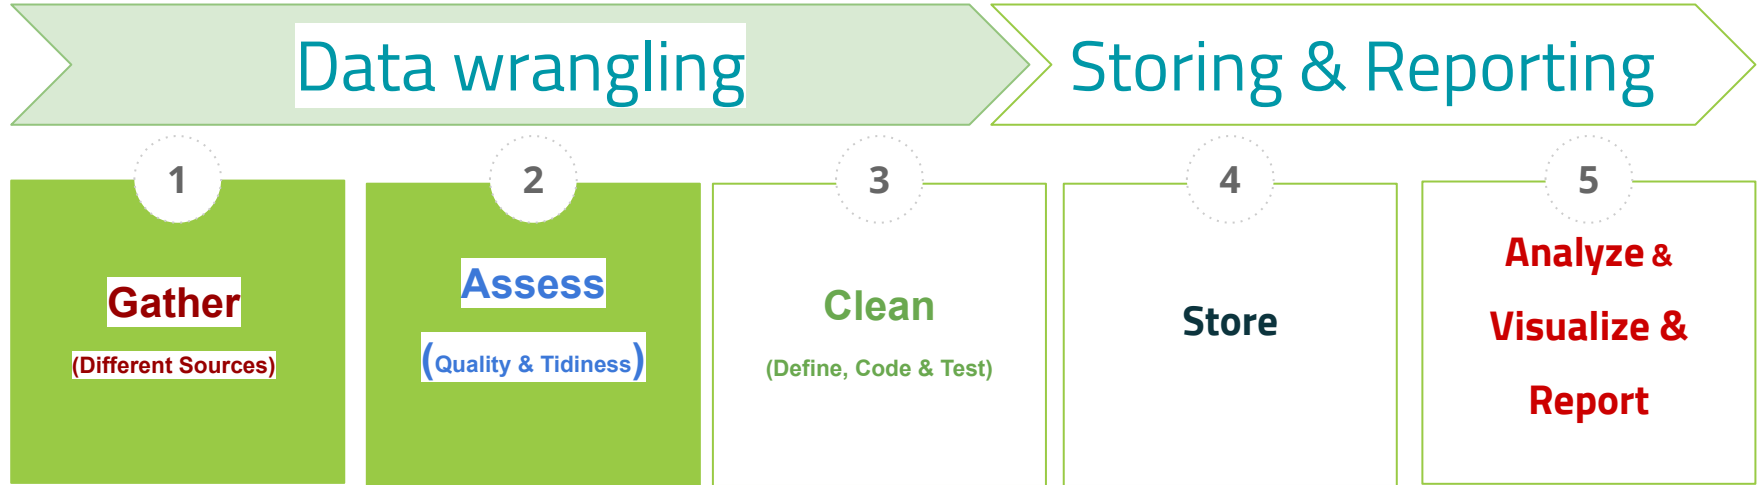 Data wrangling
Storing & Reporting
1
Gather
(Different Sources)
2
Assess
(Quality & Tidiness)
3
Clean
(Define, Code & Test)
4
Store
5
Analyze &
Visualize &
Report